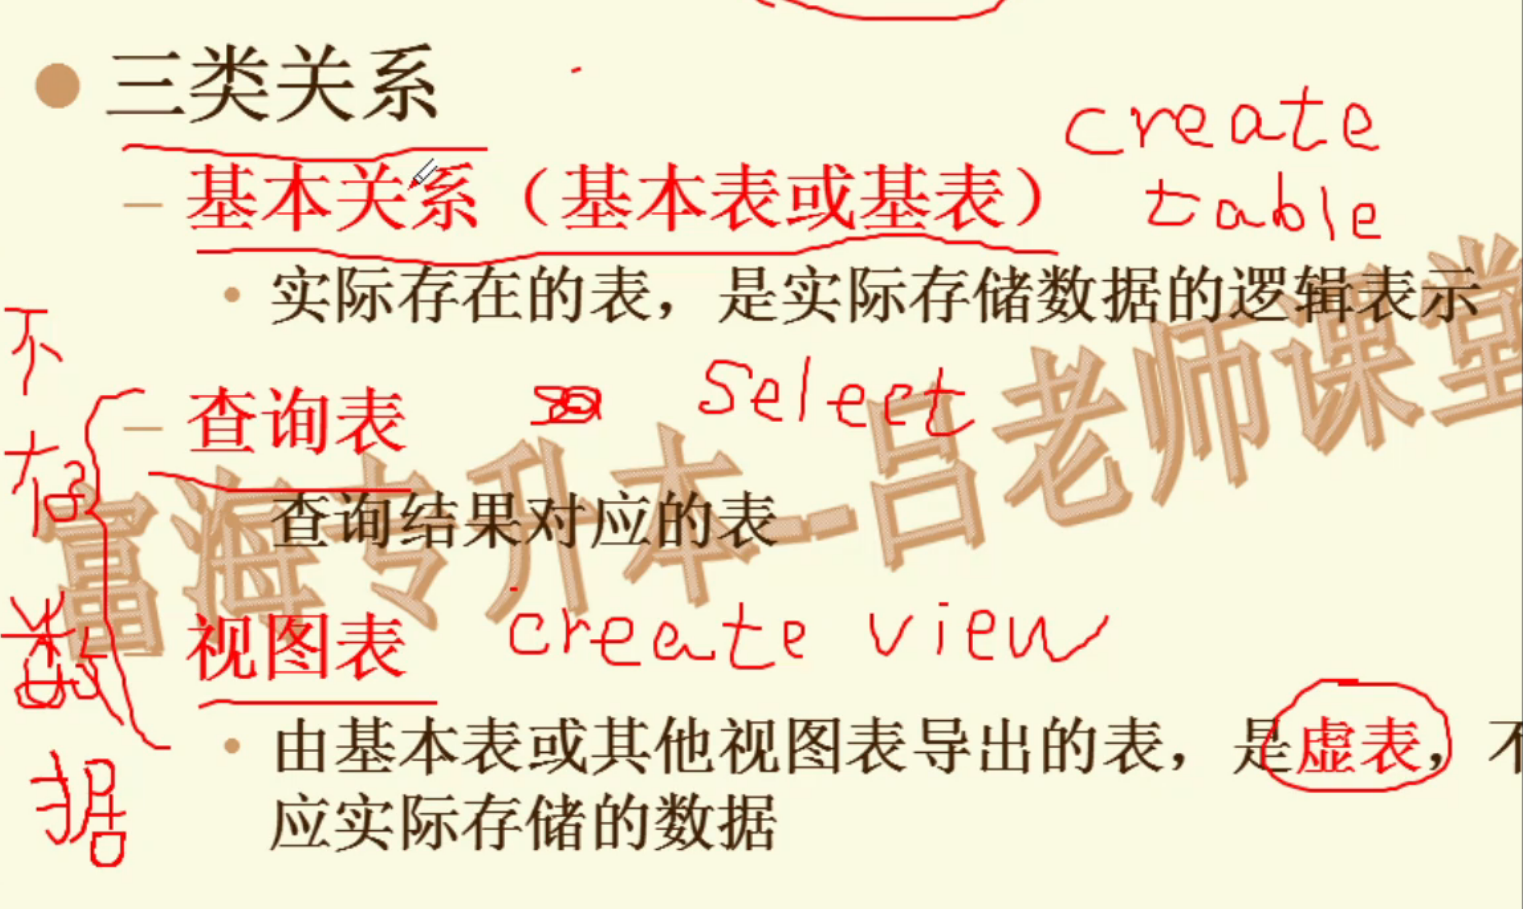 三类关系
create
基本关系（基本表或基表）
table
实际存在的表，是实际存储数据的逻辑表示
不存数据
查询表
select
富海专升本--吕老师课堂
查询结果对应的表
视图表
create view
由基本表或其他视图表导出的表，是虚表，不
应实际存储的数据